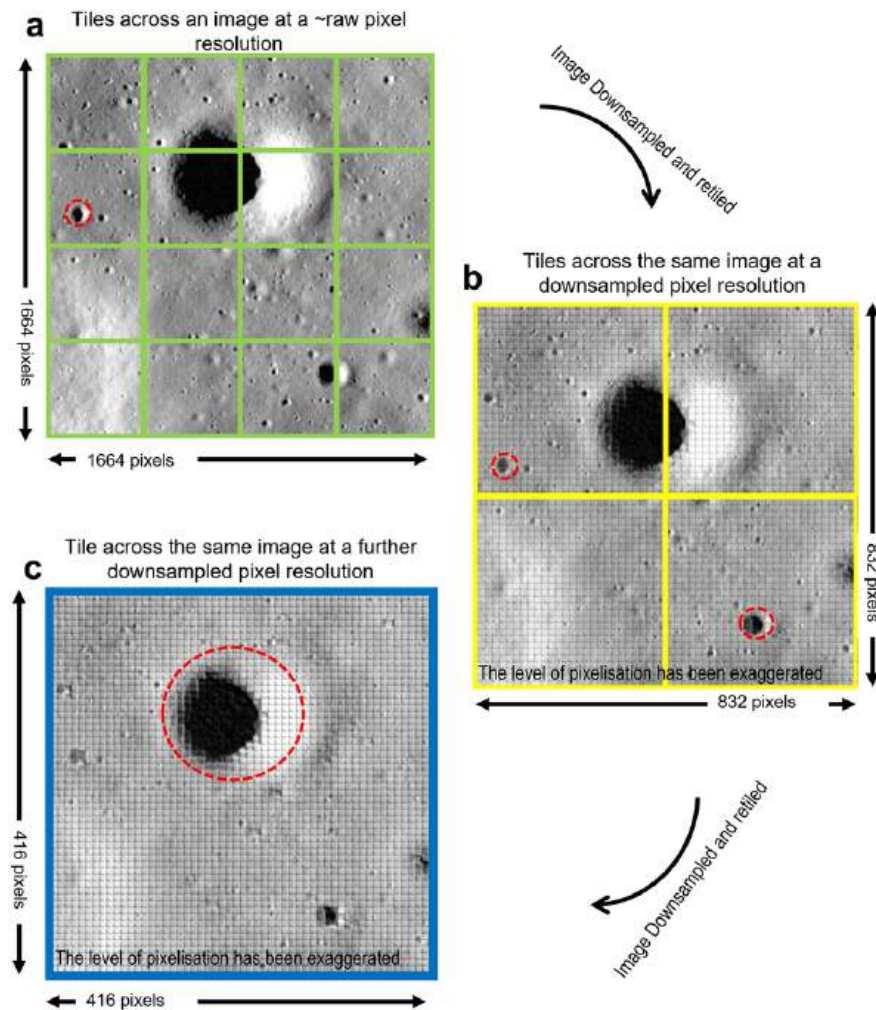 a
Tiles across an image at a ~raw pixel
resolution
1664 pixels
1664 pixels
Image Downsampled and retiled
b
Tiles across the same image at a
downsampled pixel resolution
832 pixels
The level of pixelisation has been exaggerated
832 pixels
c
Tile across the same image at a further
downsampled pixel resolution
416 pixels
The level of pixelisation has been exaggerated
416 pixels
Image Downsampled and retiled